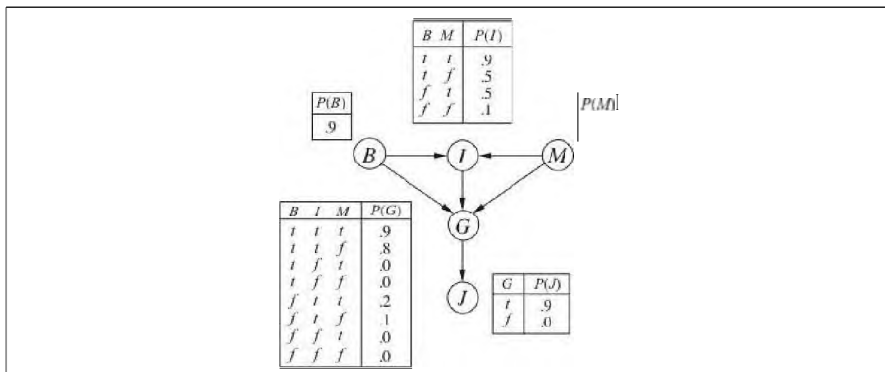 B M P(I)
t t .9
t f .5
f t .5
f f .1
P(B)
.9
P(M)
B
I
M
B I M P(G)
t t t .9
t t f .8
t f t .0
t f f .0
f t t .2
f t f .1
f f t .0
f f f .0
G
J
G P(J)
t .9
f .0